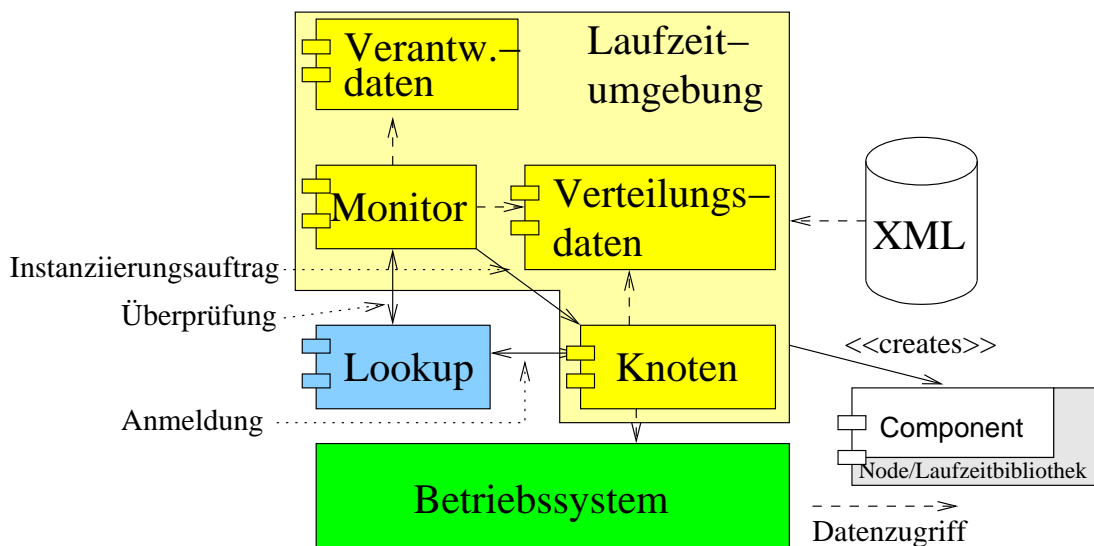 Verantw.–
daten
Laufzeit–
umgebung
Monitor
Verteilungs–
daten
XML
Instanziierungsauftrag
Überprüfung
Lookup
Knoten
<<creates>>
Anmeldung
Component
Node/Laufzeitbibliothek
Betriebssystem
Datenzugriff